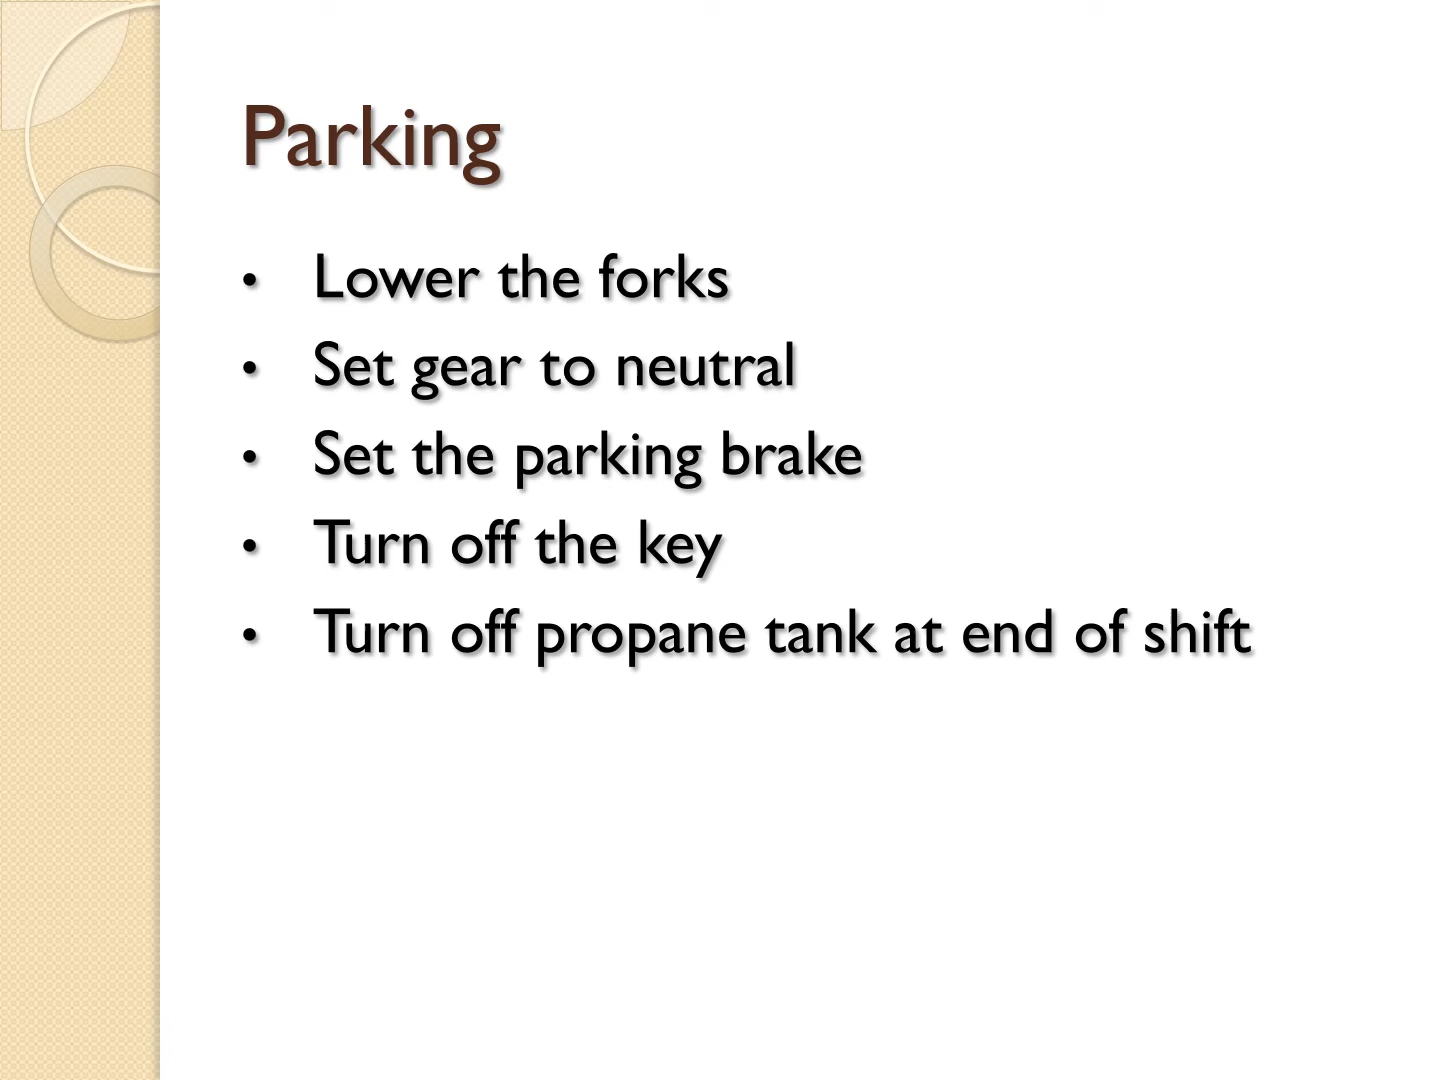 Parking
• Lower the forks
• Set gear to neutral
• Set the parking brake
• Turn off the key
• Turn off propane tank at end of shift